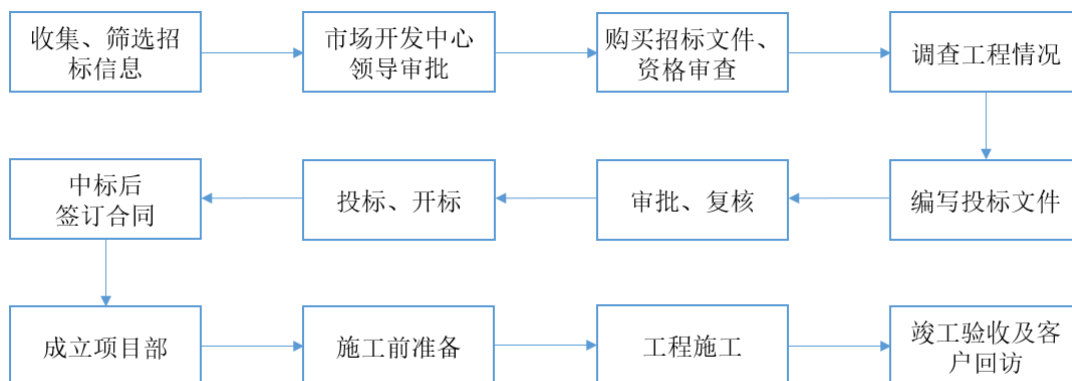 收集、筛选招
标信息
市场开发中心
领导审批
购买招标文件、
资格审查
调查工程情况
中标后
签订合同
投标、开标
审批、复核
编写投标文件
成立项目部
施工前准备
工程施工
竣工验收及客
户回访